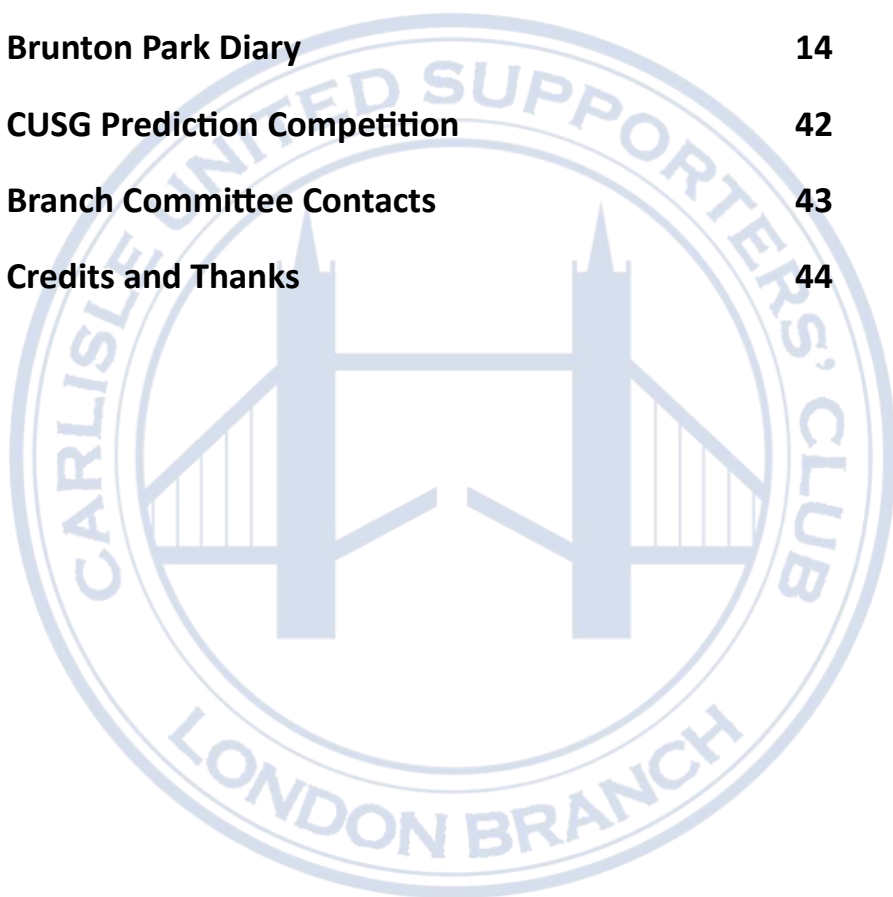 Brunton Park Diary 14
CUSG Prediction Competition 42
Branch Committee Contacts 43
Credits and Thanks 44
CARLISLE UNITED SUPPORTERS' CLUB
LONDON BRANCH